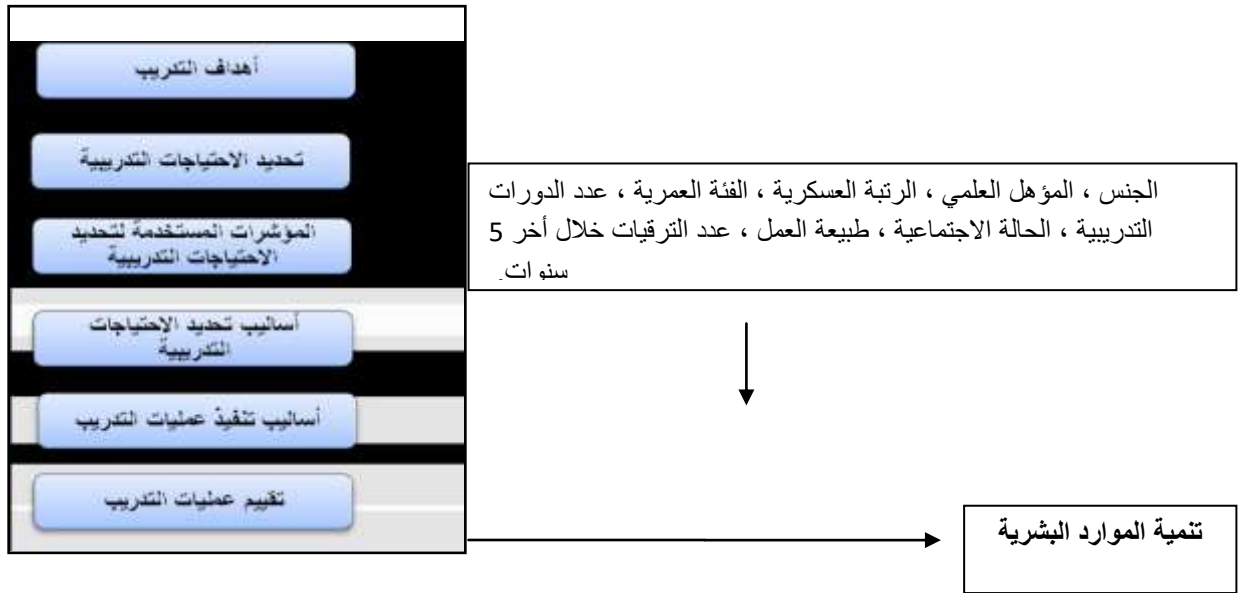 أهداف التدريب
تحديد الاحتياجات التدريبية
المؤشرات المستخدمة لتحديد
الاحتياجات التدريبية
أساليب تحديد الاحتياجات
التدريبية
أساليب تنفيذ عمليات التدريب
تقييم عمليات التدريب
الجنس ، المؤهل العلمي ، الرتبة العسكرية ، الفئة العمرية ، عدد الدورات
التدريبية ، الحالة الاجتماعية ، طبيعة العمل ، عدد الترقيات خلال أخر 5
سنوات.
تنمية الموارد البشرية